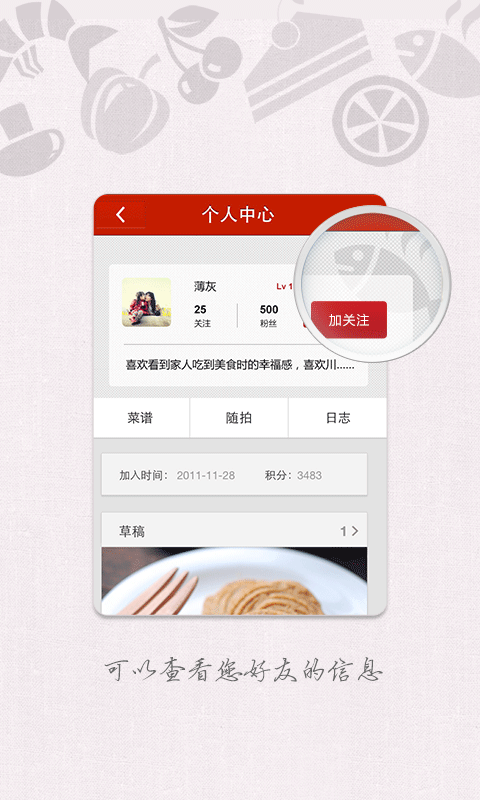 个人中心
薄灰 Lv 1
25 500
关注 粉丝
加关注
喜欢看到家人吃到美食时的幸福感，喜欢川......
菜谱 随拍 日志
加入时间： 2011-11-28 积分：3483
草稿 1
可以查看您好友的信息